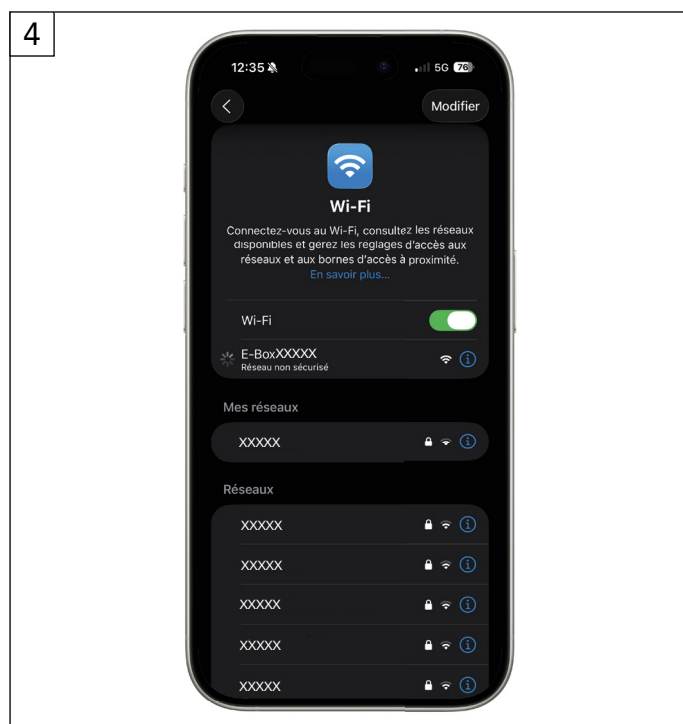 4
12:35
5G 76
Modifier
Wi-Fi
Connectez-vous au Wi-Fi, consultez les réseaux
disponibles et gerez les reglages d'accès aux
réseaux et aux bornes d'accès à proximité.
En savoir plus...
Wi-Fi
E-BoxXXXXX
Réseau non sécurisé
Mes réseaux
XXXXX
Réseaux
XXXXX
XXXXX
XXXXX
XXXXX
XXXXX